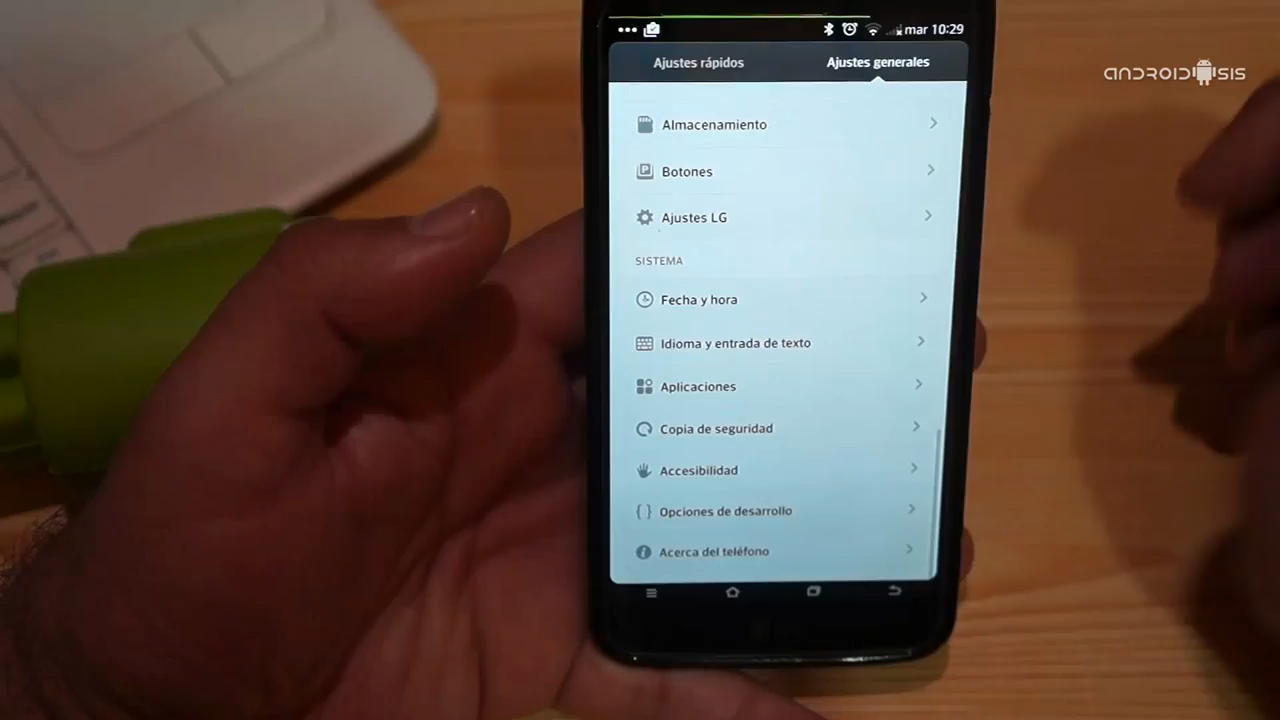 mar 10:29
Ajustes rápidos
Ajustes generales
ANDROIDSIS
Almacenamiento
Botones
Ajustes LG
SISTEMA
Fecha y hora
Idioma y entrada de texto
Aplicaciones
Copia de seguridad
Accesibilidad
Opciones de desarrollo
Acerca del teléfono